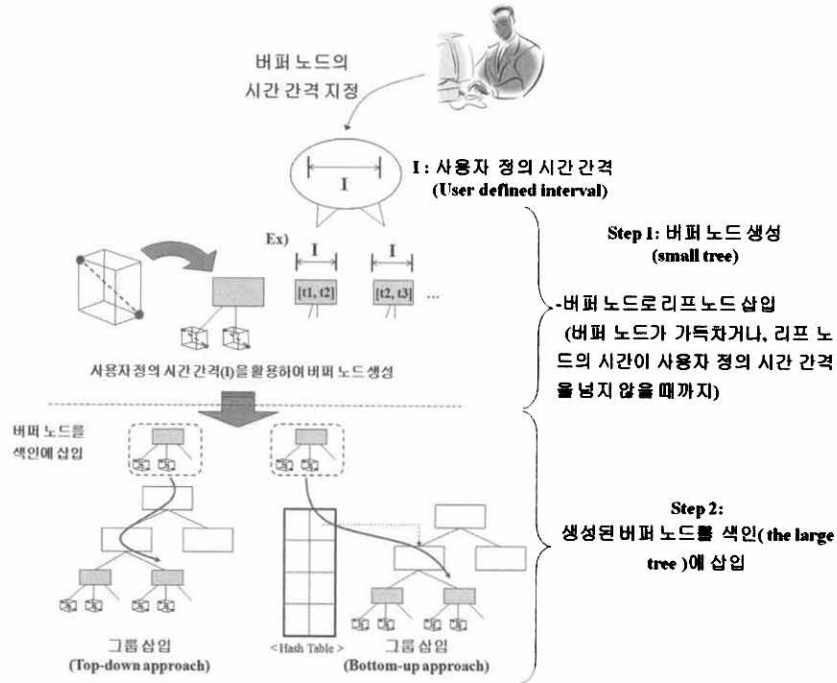 버퍼 노드의
시간 간격 지정
I
I : 사용자 정의 시간 간격
(User defined interval)
Ex)
I
I
[t1, t2]
[t2, t3]
...
사용자 정의 시간 간격(I)을 활용하여 버퍼 노드 생성
Step 1: 버퍼 노드 생성
(small tree)
-버퍼 노드로 리프 노드 삽입
(버퍼 노드가 가득차거나, 리프 노
드의 시간이 사용자 정의 시간 간격
을 넘지 않을 때까지)
버퍼 노드를
색인에 삽입
Step 2:
생성된 버퍼 노드를 색인( the large
tree )에 삽입
그룹 삽입
(Top-down approach)
< Hash Table >
그룹 삽입
(Bottom-up approach)